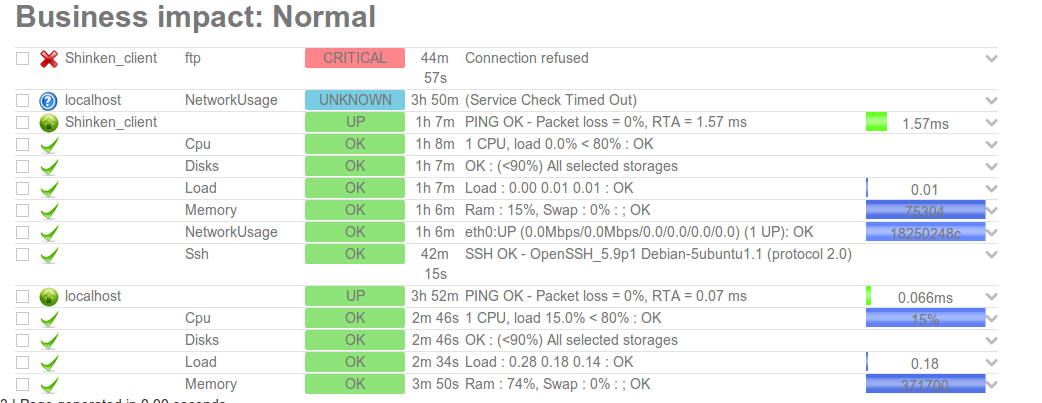 Business impact: Normal
Shinken_client ftp CRITICAL 44m 57s Connection refused
localhost NetworkUsage UNKNOWN 3h 50m (Service Check Timed Out)
Shinken_client UP 1h 7m PING OK - Packet loss = 0%, RTA = 1.57 ms 1.57ms
Cpu OK 1h 8m 1 CPU, load 0.0% < 80% : OK
Disks OK 1h 7m OK : (<90%) All selected storages
Load OK 1h 7m Load : 0.00 0.01 0.01 : OK 0.01
Memory OK 1h 6m Ram : 15%, Swap : 0% : ; OK 75304
NetworkUsage OK 1h 6m eth0:UP (0.0Mbps/0.0Mbps/0.0/0.0/0.0/0.0) (1 UP): OK 18250248c
Ssh OK 42m 15s SSH OK - OpenSSH_5.9p1 Debian-5ubuntu1.1 (protocol 2.0)
localhost UP 3h 52m PING OK - Packet loss = 0%, RTA = 0.07 ms 0.066ms
Cpu OK 2m 46s 1 CPU, load 15.0% < 80% : OK 15%
Disks OK 2m 46s OK : (<90%) All selected storages
Load OK 2m 34s Load : 0.28 0.18 0.14 : OK 0.18
Memory OK 3m 50s Ram : 74%, Swap : 0% : ; OK 371700
| Page generated in 0.00 seconds